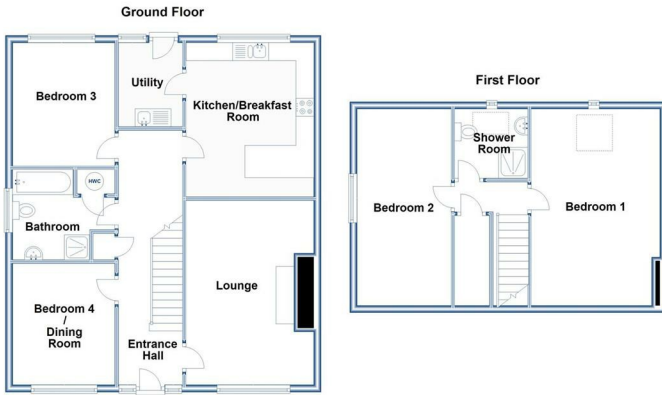 Ground Floor
Bedroom 3
Utility
Kitchen/Breakfast
Room
HWC
Bathroom
Bedroom 4
/
Dining
Room
Entrance
Hall
Lounge
First Floor
Shower
Room
Bedroom 2
Bedroom 1